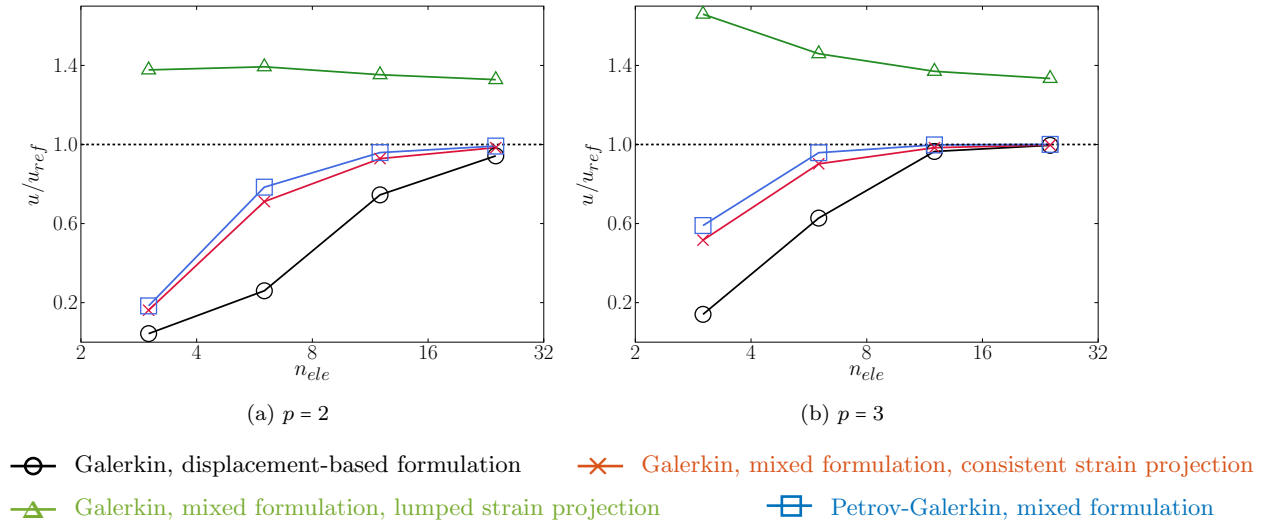 1.4
1.0
0.6
0.2
u/u_ref
2 4 8 16 32
n_ele
(a) p = 2
1.4
1.0
0.6
0.2
u/u_ref
2 4 8 16 32
n_ele
(b) p = 3
Galerkin, displacement-based formulation
Galerkin, mixed formulation, consistent strain projection
Galerkin, mixed formulation, lumped strain projection
Petrov-Galerkin, mixed formulation